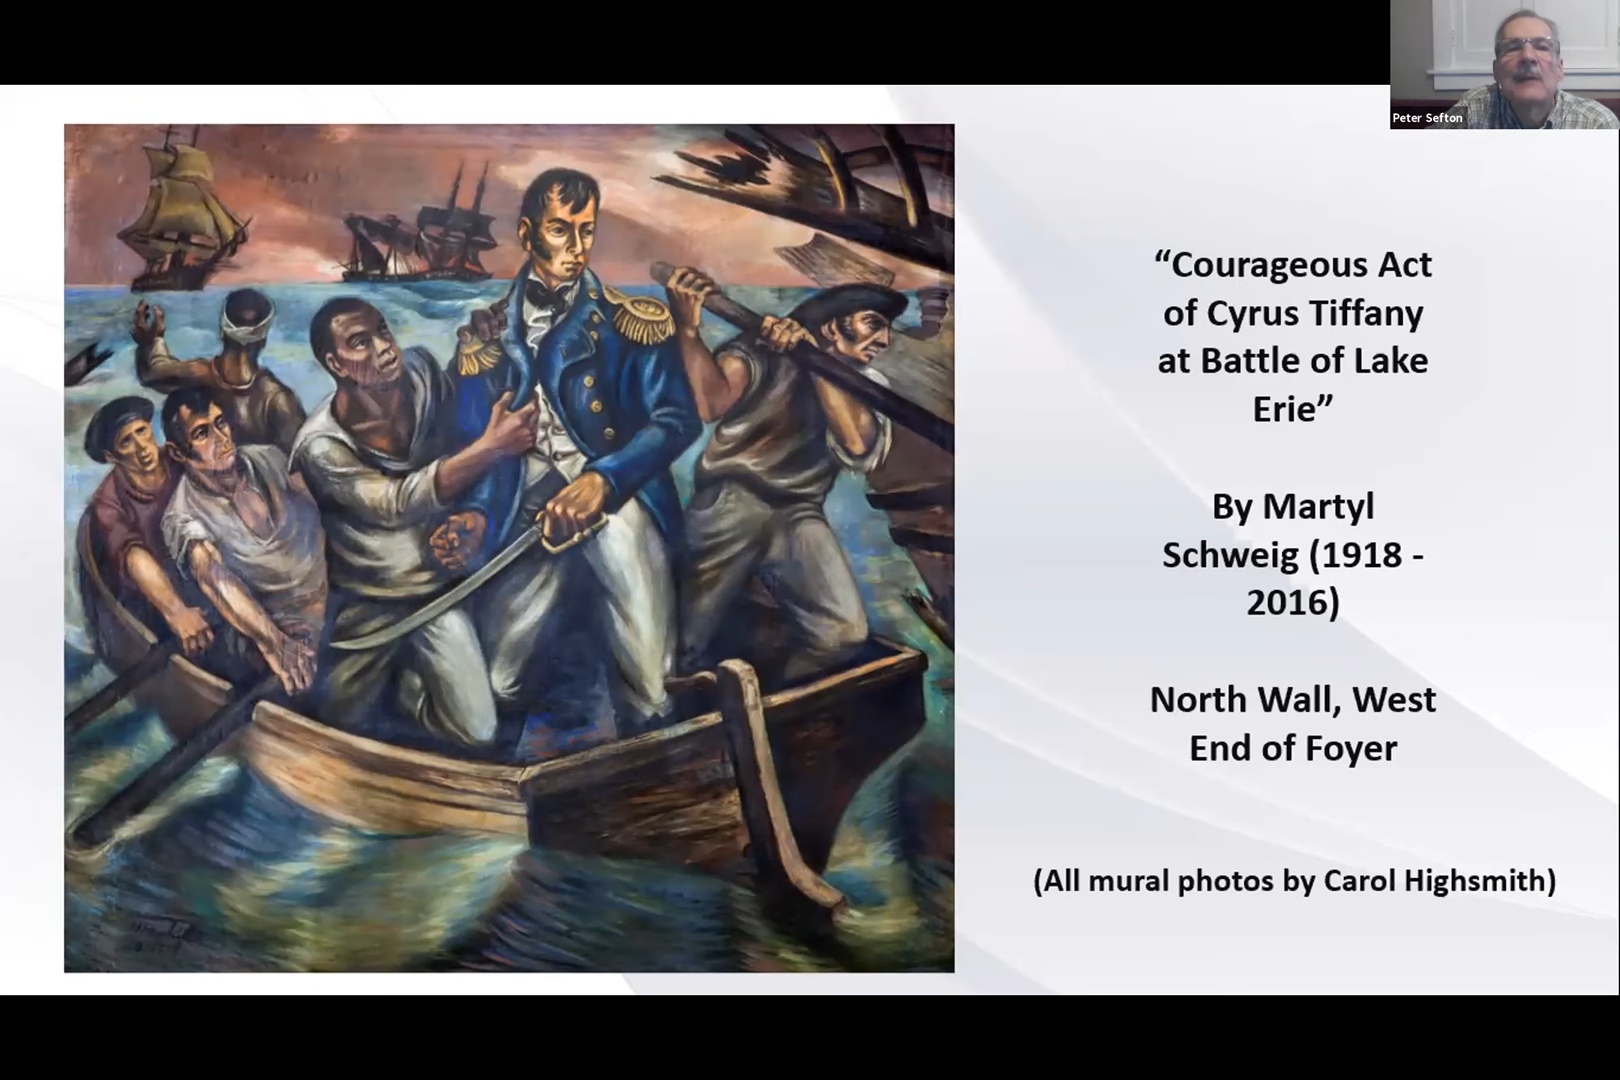 Peter Sefton
“Courageous Act
of Cyrus Tiffany
at Battle of Lake
Erie”
By Martyl
Schweig (1918 -
2016)
North Wall, West
End of Foyer
(All mural photos by Carol Highsmith)